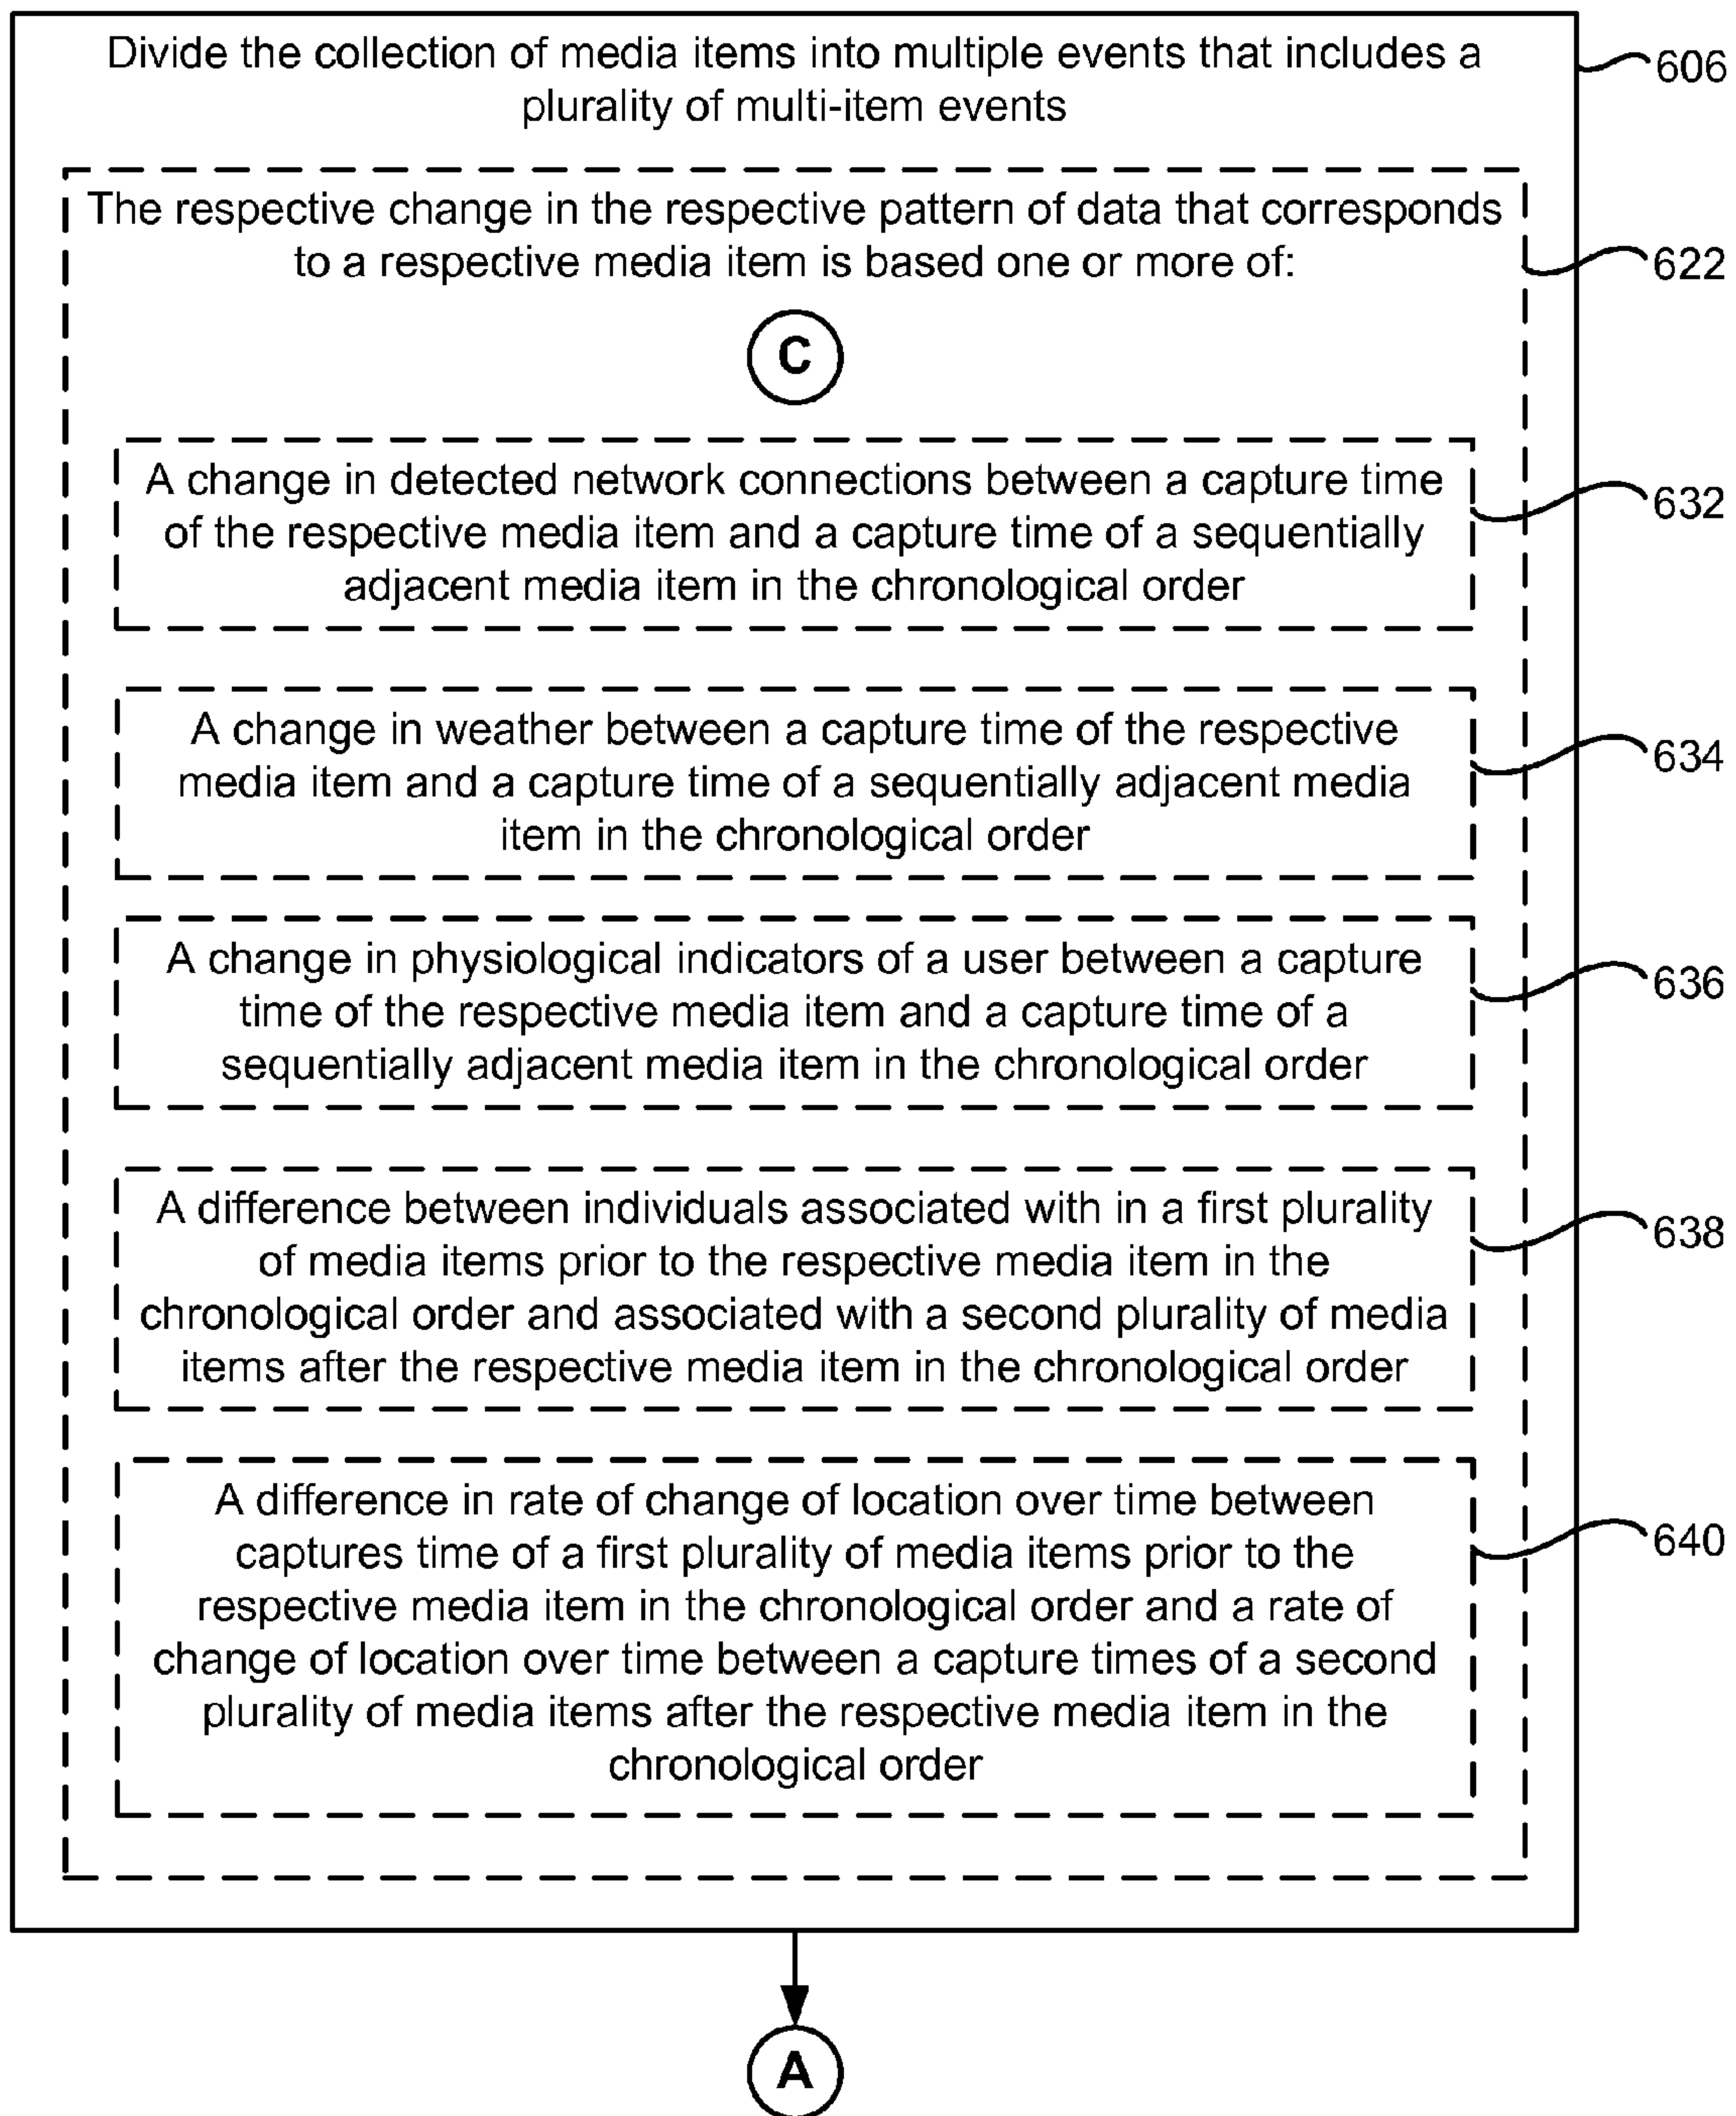 Divide the collection of media items into multiple events that includes a
plurality of multi-item events
606
The respective change in the respective pattern of data that corresponds
to a respective media item is based one or more of:
622
C
A change in detected network connections between a capture time
of the respective media item and a capture time of a sequentially
adjacent media item in the chronological order
632
A change in weather between a capture time of the respective
media item and a capture time of a sequentially adjacent media
item in the chronological order
634
A change in physiological indicators of a user between a capture
time of the respective media item and a capture time of a
sequentially adjacent media item in the chronological order
636
A difference between individuals associated with in a first plurality
of media items prior to the respective media item in the
chronological order and associated with a second plurality of media
items after the respective media item in the chronological order
638
A difference in rate of change of location over time between
captures time of a first plurality of media items prior to the
respective media item in the chronological order and a rate of
change of location over time between a capture times of a second
plurality of media items after the respective media item in the
chronological order
640
A